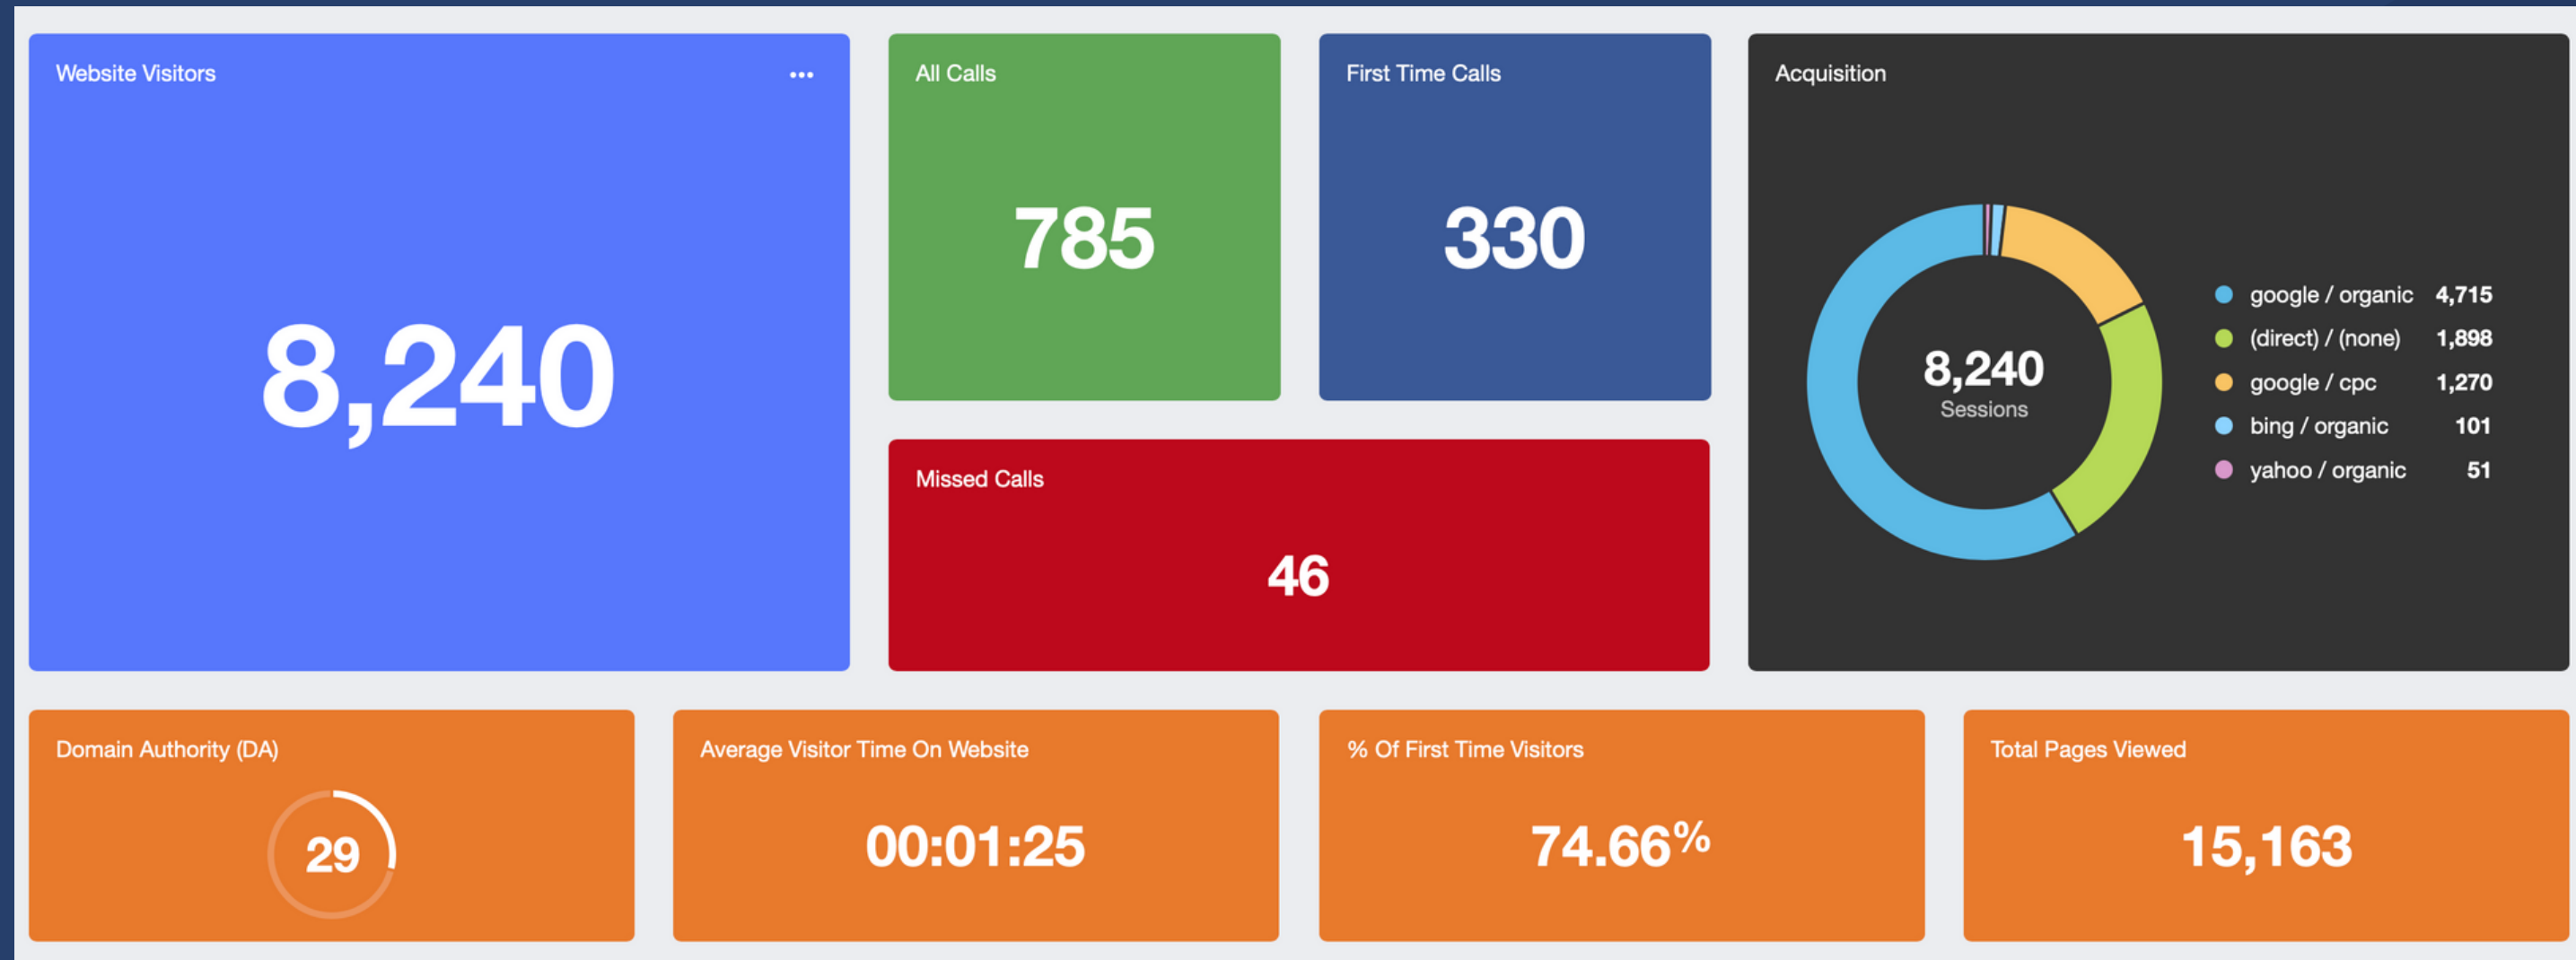 Website Visitors
...
8,240
All Calls
785
First Time Calls
330
Missed Calls
46
Acquisition
8,240
Sessions
google / organic 4,715
(direct) / (none) 1,898
google / cpc 1,270
bing / organic 101
yahoo / organic 51
Domain Authority (DA)
29
Average Visitor Time On Website
00:01:25
% Of First Time Visitors
74.66%
Total Pages Viewed
15,163